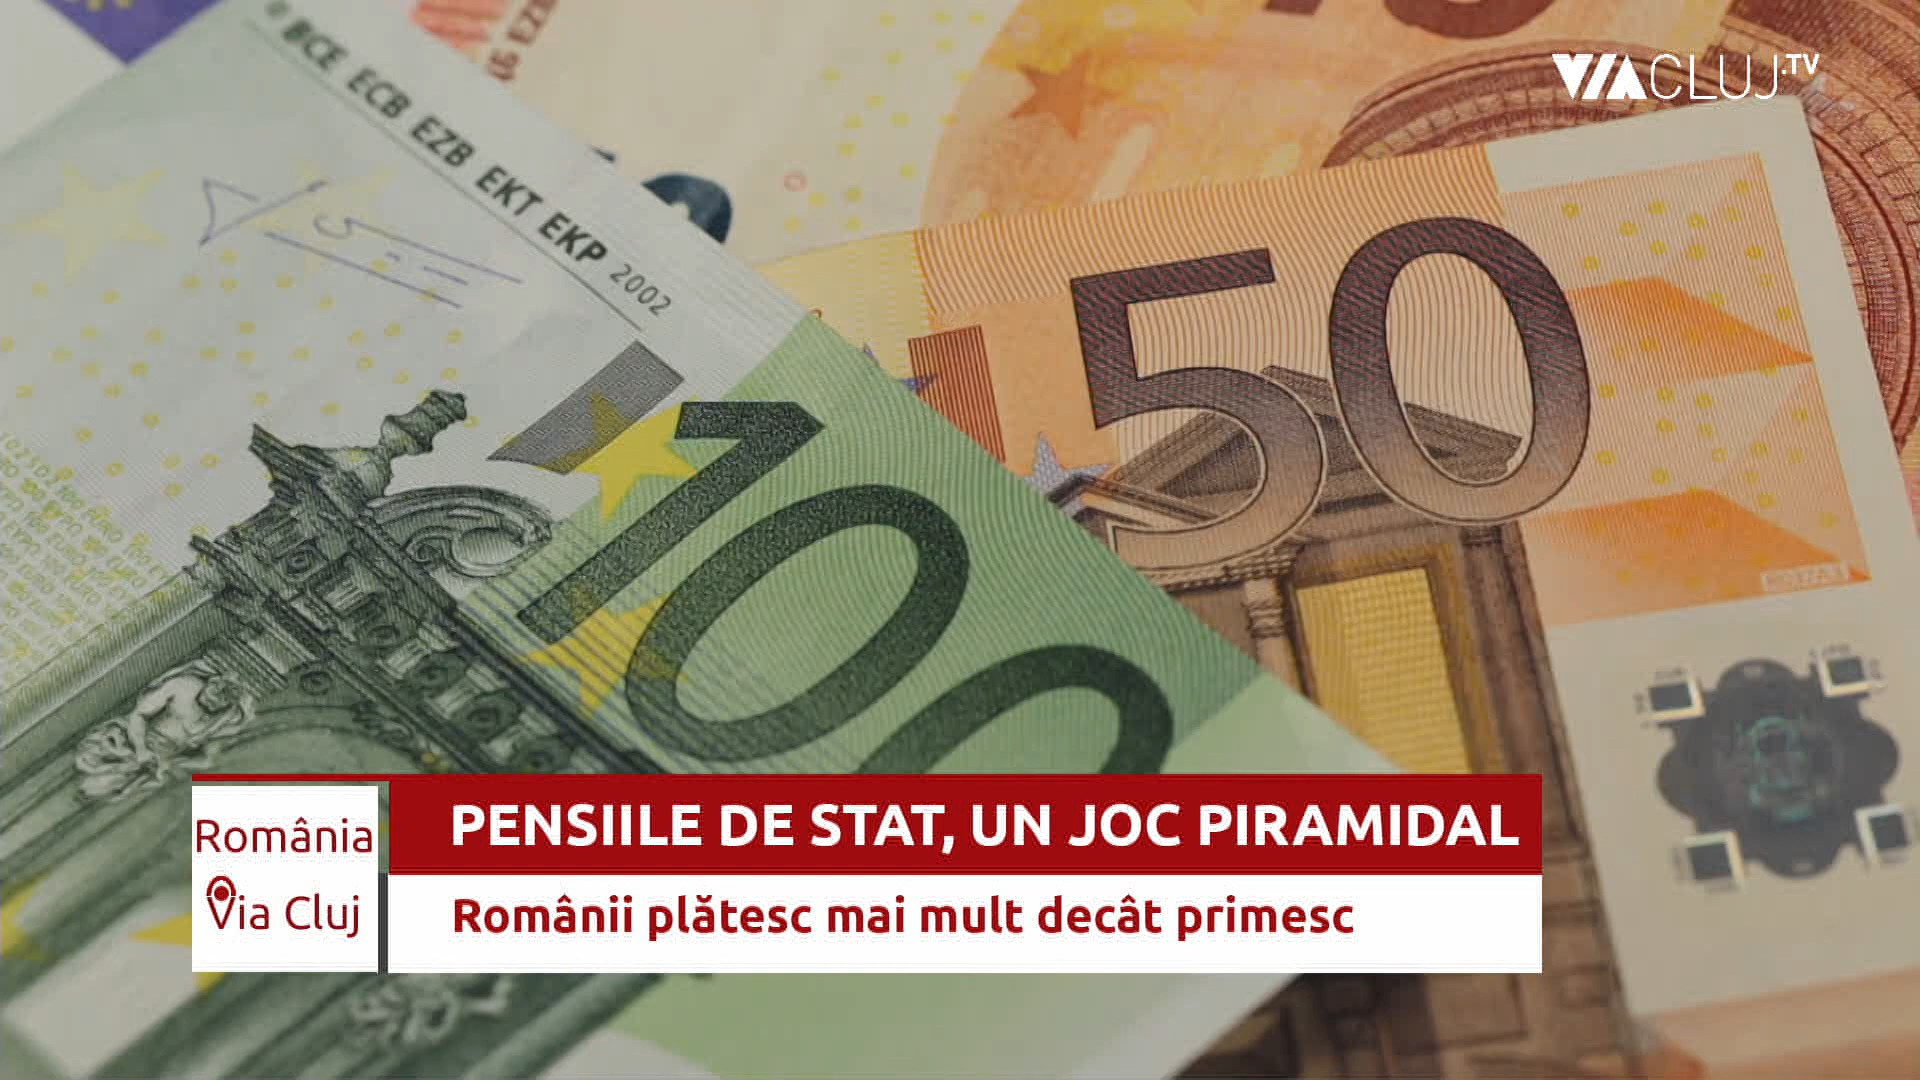 VIACLUJ.TV
BCE ECB EZB EKT EKP 2002
50
100
România
Via Cluj
PENSIILE DE STAT, UN JOC PIRAMIDAL
Românii plătesc mai mult decât primesc